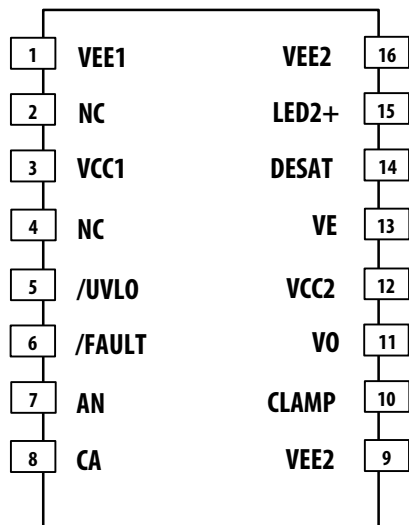 1 VEE1 VEE2 16
2 NC LED2+ 15
3 VCC1 DESAT 14
4 NC VE 13
5 /UVLO VCC2 12
6 /FAULT VO 11
7 AN CLAMP 10
8 CA VEE2 9